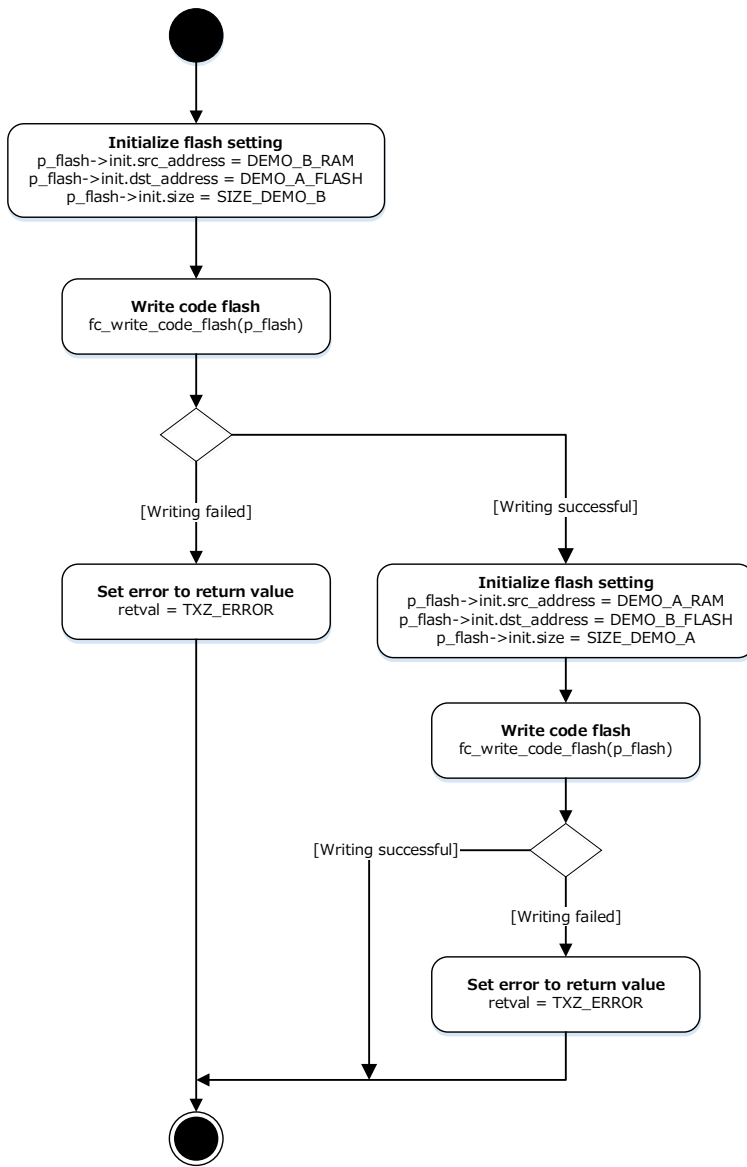 Initialize flash setting
p_flash->init.src_address = DEMO_B_RAM
p_flash->init.dst_address = DEMO_A_FLASH
p_flash->init.size = SIZE_DEMO_B
Write code flash
fc_write_code_flash(p_flash)
[Writing failed]
[Writing successful]
Set error to return value
retval = TXZ_ERROR
Initialize flash setting
p_flash->init.src_address = DEMO_A_RAM
p_flash->init.dst_address = DEMO_B_FLASH
p_flash->init.size = SIZE_DEMO_A
Write code flash
fc_write_code_flash(p_flash)
[Writing successful]
[Writing failed]
Set error to return value
retval = TXZ_ERROR